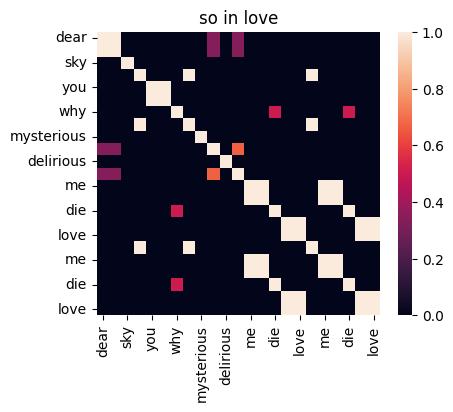 so in love
dear
sky
you
why
mysterious
delirious
me
die
love
me
die
love
1.0
0.8
0.6
0.4
0.2
0.0
dear
sky
you
why
mysterious
delirious
me
die
love
me
die
love